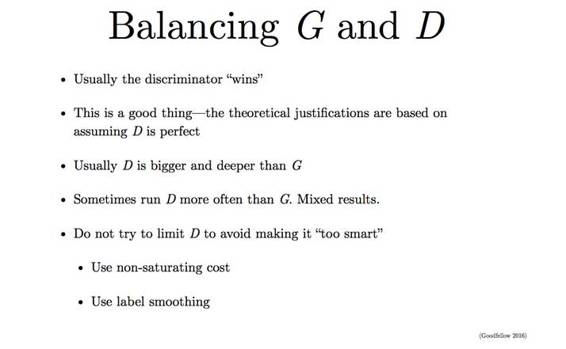 Balancing G and D
• Usually the discriminator “wins”
• This is a good thing—the theoretical justifications are based on
assuming D is perfect
• Usually D is bigger and deeper than G
• Sometimes run D more often than G. Mixed results.
• Do not try to limit D to avoid making it “too smart”
• Use non-saturating cost
• Use label smoothing
(Goodfellow 2016)